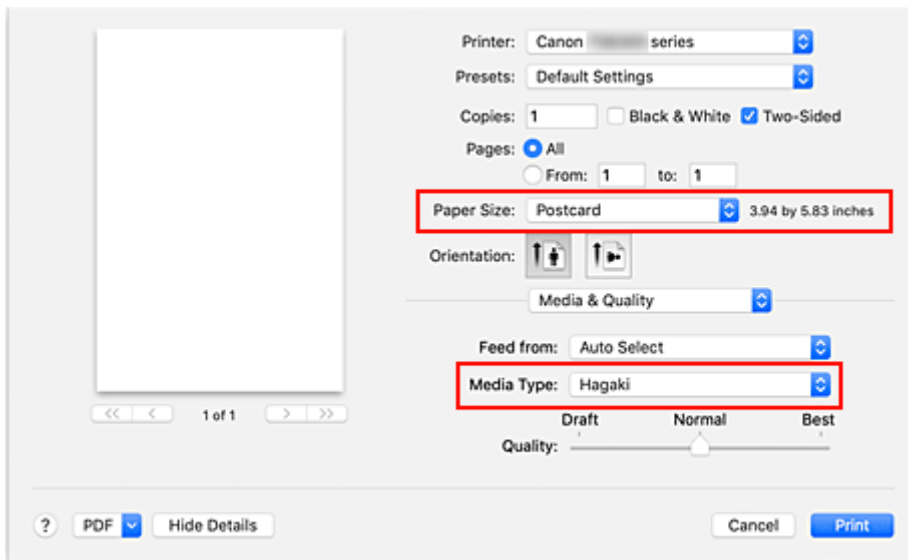 Printer: Canon series
Presets: Default Settings
Copies: 1 Black & White Two-Sided
Pages: All
From: 1 to: 1
Paper Size: Postcard 3.94 by 5.83 inches
Orientation:
Media & Quality
Feed from: Auto Select
Media Type: Hagaki
Draft Normal Best
Quality:
<< < 1 of 1 > >>
? PDF Hide Details Cancel Print